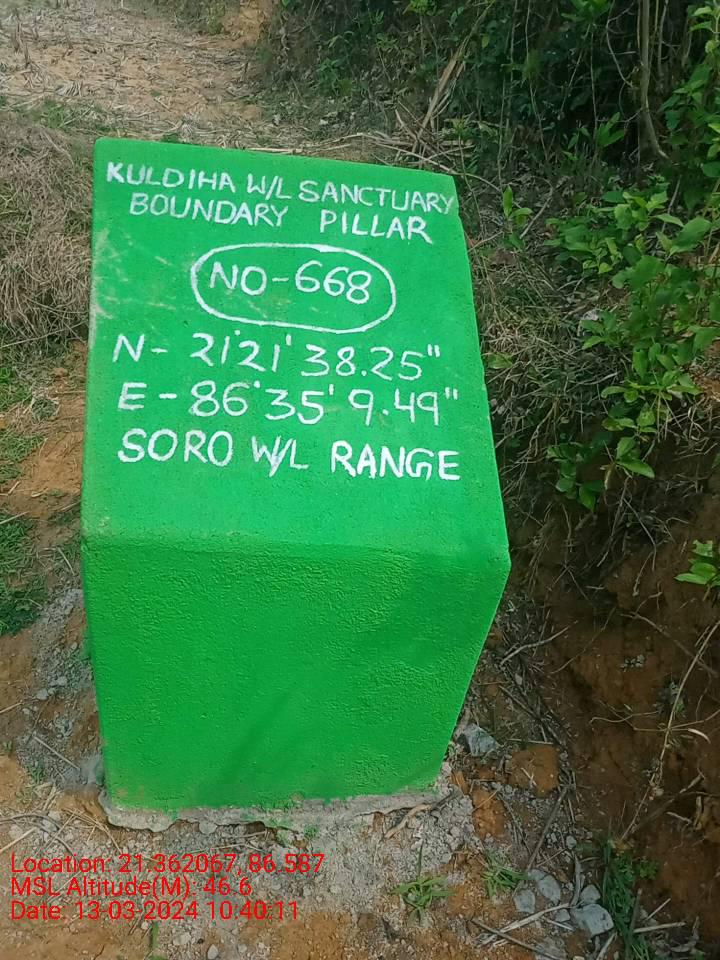 KULDIHA W/L SANCTUARY
BOUNDARY PILLAR
NO-668
N- 21°21' 38.25"
E - 86°35' 9.49"
SORO W/L RANGE
Location: 21.362067, 86.587
MSL Altitude(M): 46.6
Date: 13-03-2024 10:40:11